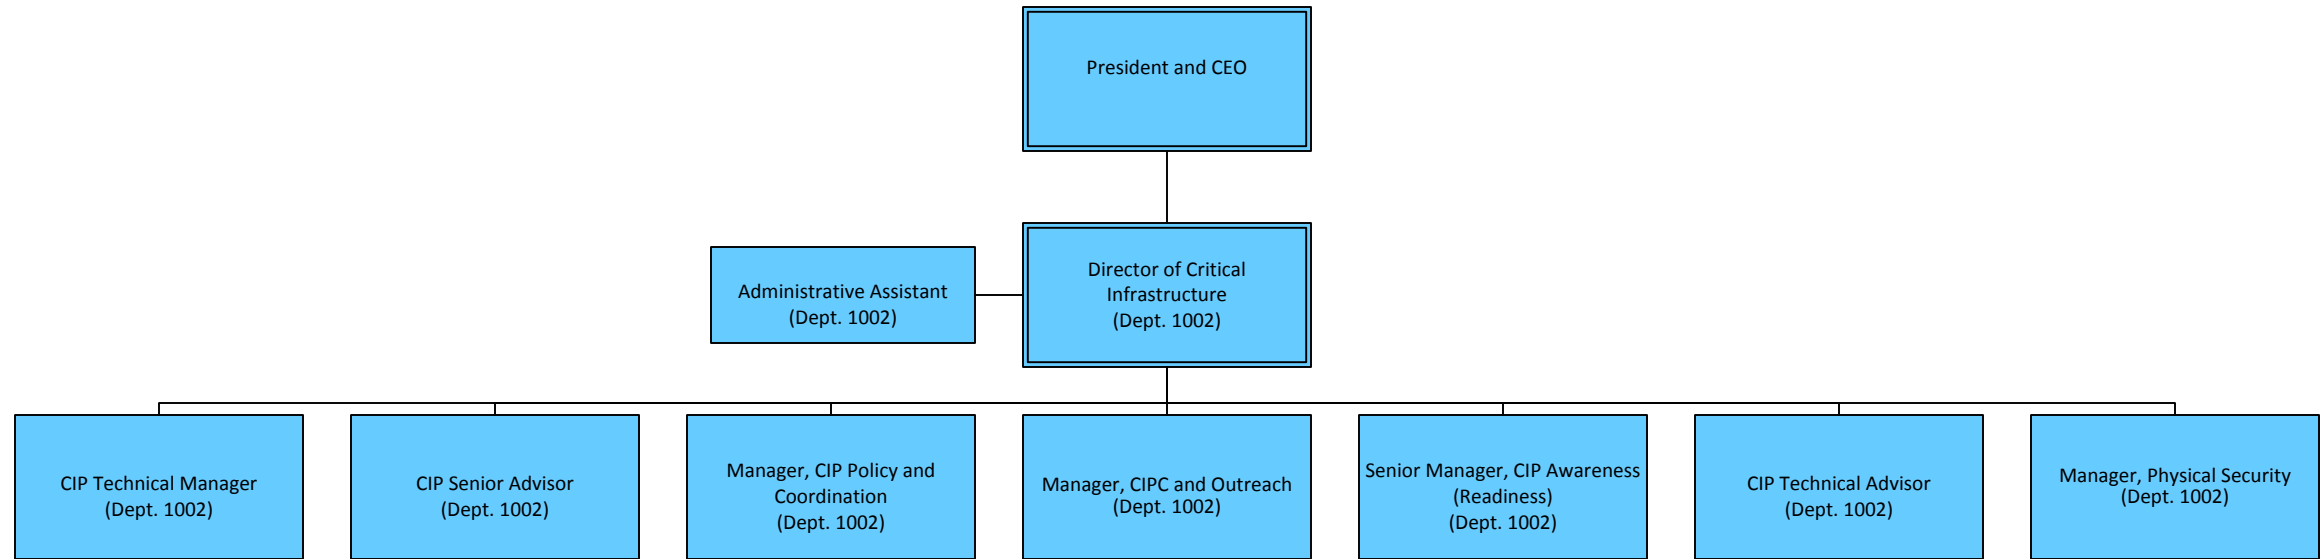 President and CEO
Administrative Assistant
(Dept. 1002)
Director of Critical
Infrastructure
(Dept. 1002)
CIP Technical Manager
(Dept. 1002)
CIP Senior Advisor
(Dept. 1002)
Manager, CIP Policy and
Coordination
(Dept. 1002)
Manager, CIPC and Outreach
(Dept. 1002)
Senior Manager, CIP Awareness
(Readiness)
(Dept. 1002)
CIP Technical Advisor
(Dept. 1002)
Manager, Physical Security
(Dept. 1002)